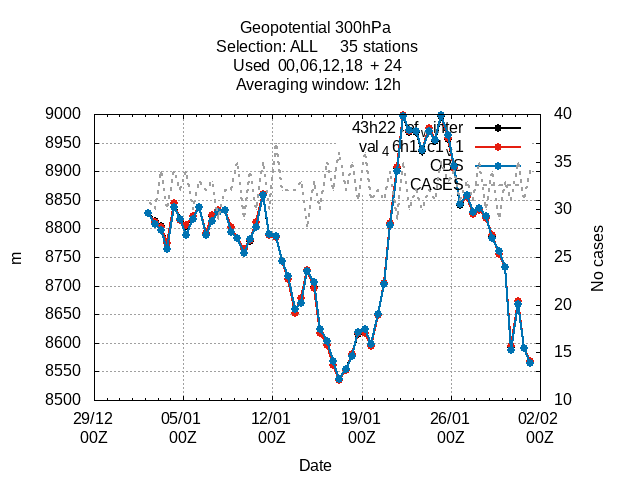 Geopotential 300hPa
Selection: ALL 35 stations
Used 00,06,12,18 + 24
Averaging window: 12h
9000
8950
8900
8850
8800
8750
8700
8650
8600
8550
8500
m
40
35
30
25
20
15
10
No cases
OBS
CASES
29/12 05/01 12/01 19/01 26/01 02/02
00Z 00Z 00Z 00Z 00Z 00Z
Date